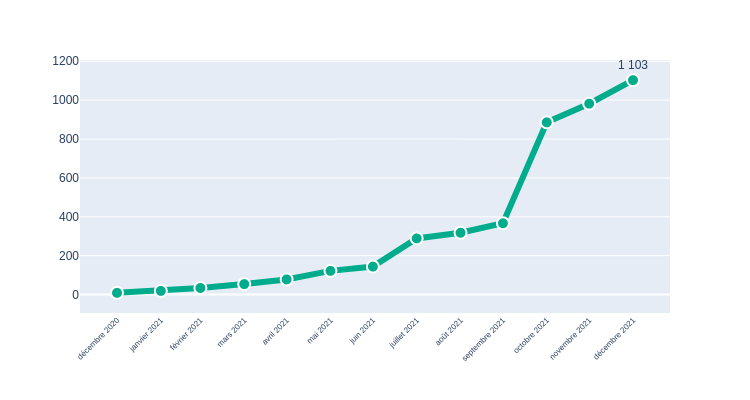 1200
1 103
1000
800
600
400
200
0
décembre 2020
janvier 2021
février 2021
mars 2021
avril 2021
mai 2021
juin 2021
juillet 2021
août 2021
septembre 2021
octobre 2021
novembre 2021
décembre 2021